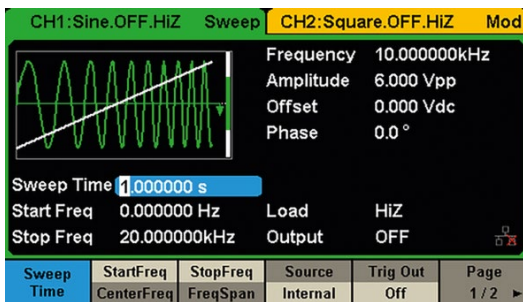 CH1:Sine.OFF.HiZ Sweep CH2:Square.OFF.HiZ Mod
Frequency 10.000000kHz
Amplitude 6.000 Vpp
Offset 0.000 Vdc
Phase 0.0 °
Sweep Time 1.000000 s
Start Freq 0.000000 Hz Load HiZ
Stop Freq 20.000000kHz Output OFF
Sweep Time StartFreq CenterFreq StopFreq FreqSpan Source Internal Trig Out Off Page 1/2 ►